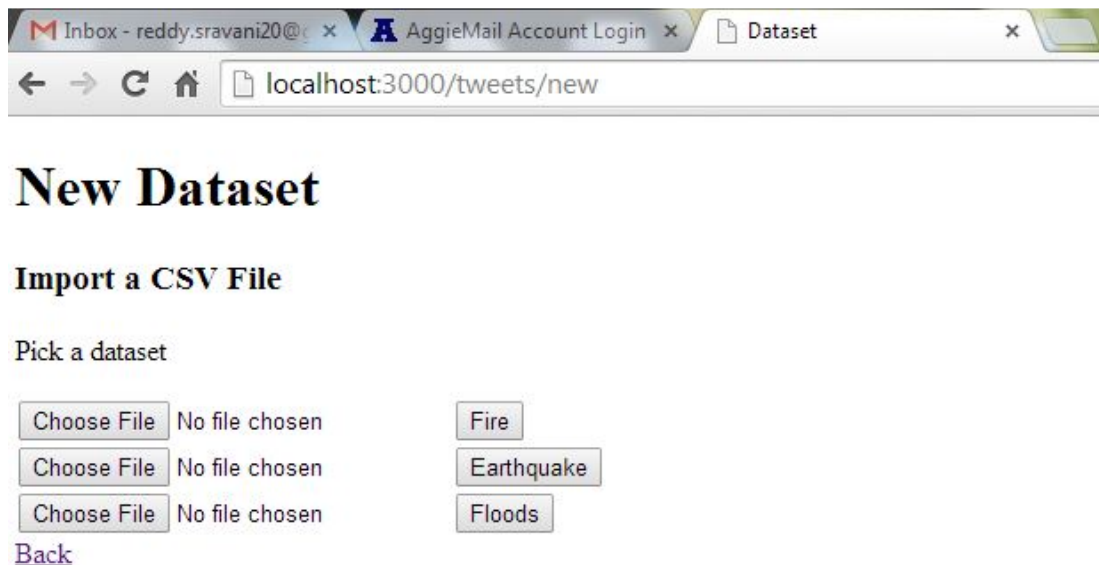 Inbox - reddy.sravani20@g
AggieMail Account Login
Dataset
localhost:3000/tweets/new
New Dataset
Import a CSV File
Pick a dataset
Choose File No file chosen Fire
Choose File No file chosen Earthquake
Choose File No file chosen Floods
Back